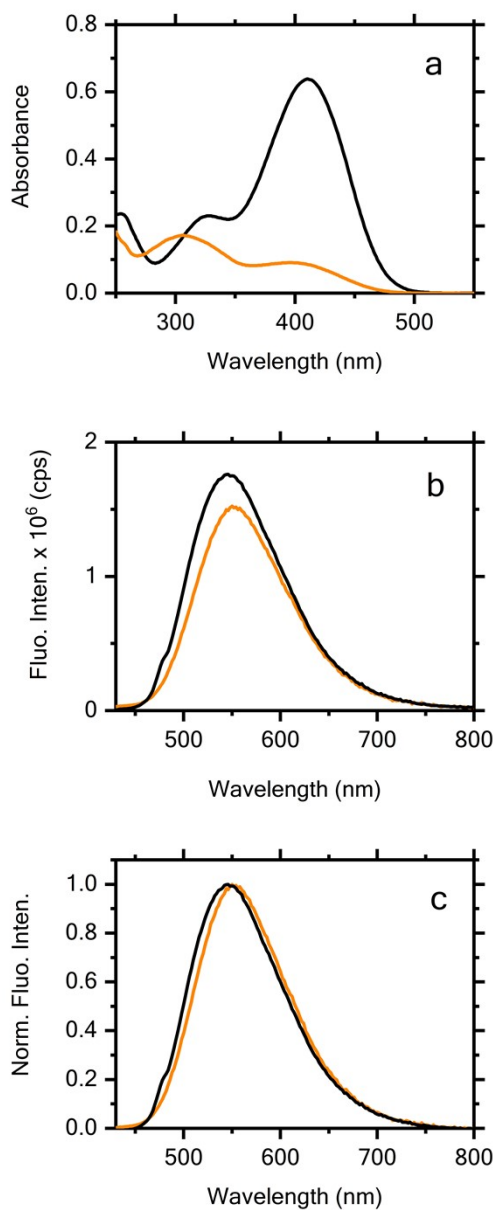 a
0.8
0.6
0.4
0.2
0.0
Absorbance
300 400 500
Wavelength (nm)
b
2
1
0
Fluo. Inten. x 10⁶ (cps)
500 600 700 800
Wavelength (nm)
c
1.0
0.8
0.6
0.4
0.2
0.0
Norm. Fluo. Inten.
500 600 700 800
Wavelength (nm)